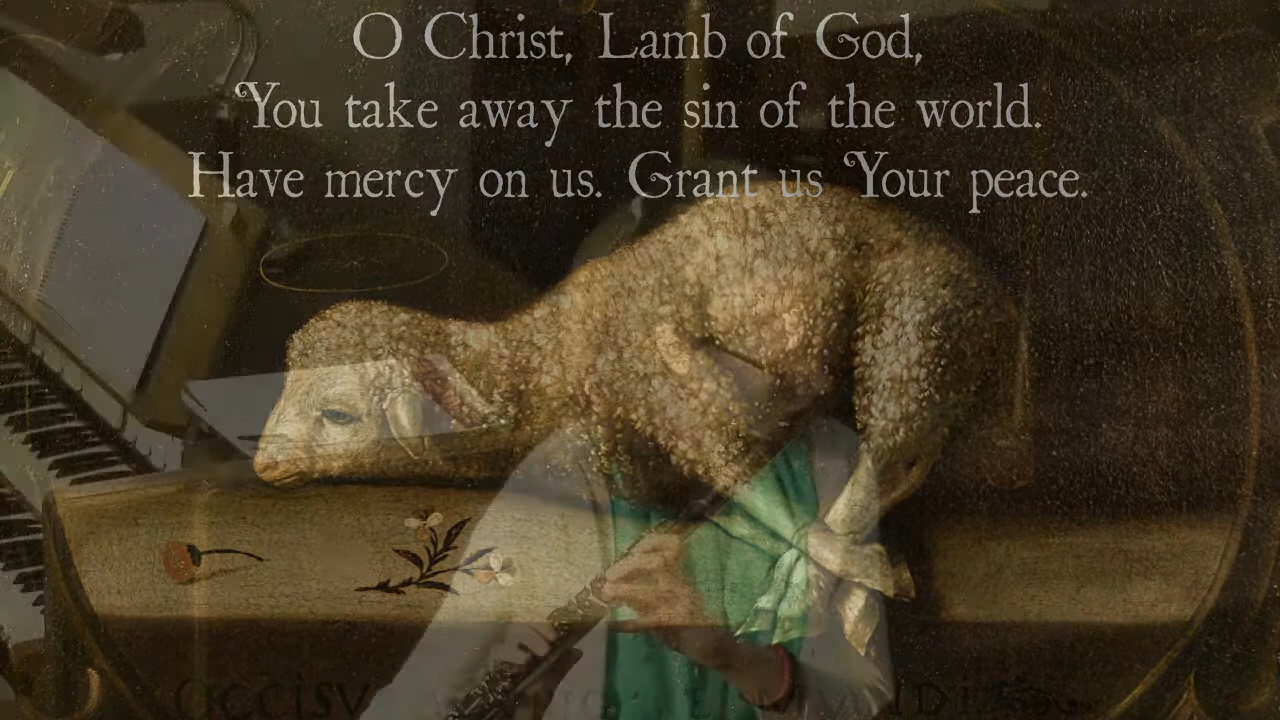 O Christ, Lamb of God,
You take away the sin of the world.
Have mercy on us. Grant us Your peace.